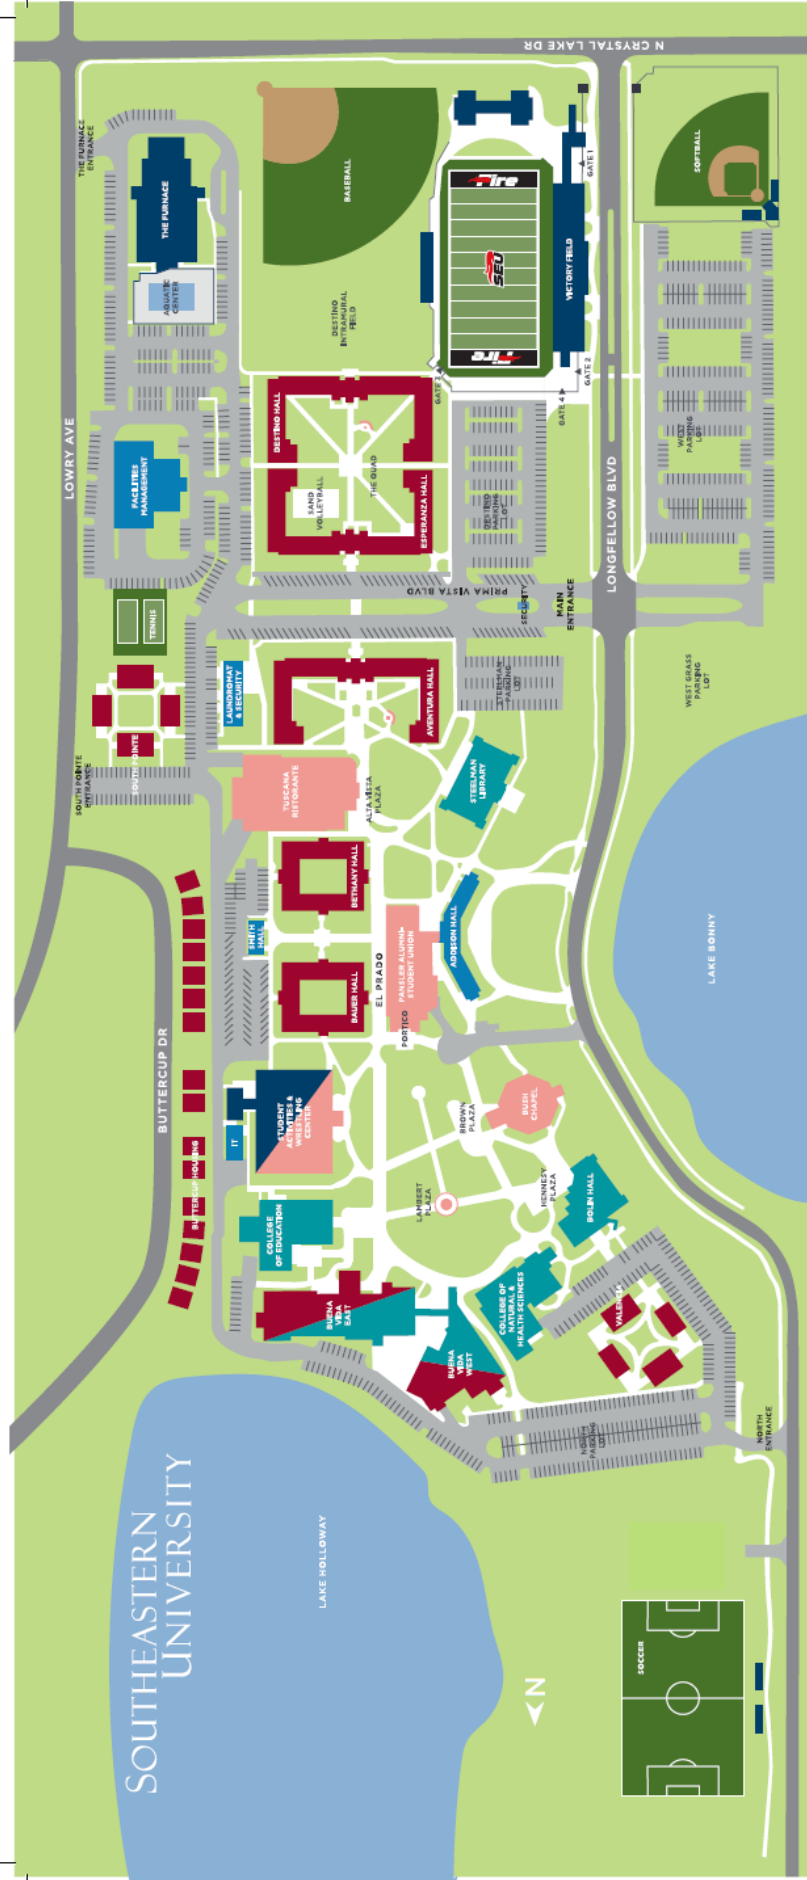 N CRYSTAL LAKE DR
THE FURNACE
ENTRANCE
THE FURNACE
AQUATIC
CENTER
BASEBALL
DESTINO
INTRAMURAL
FIELD
Fire
SEU
Fire
VICTORY FIELD
GATE 1
GATE 2
GATE 3
GATE 4
SOFTBALL
LOWRY AVE
FACILITIES
MANAGEMENT
DESTINO HALL
SAND
VOLLEYBALL
THE QUAD
ESPERANZA HALL
DESTINO
PARKING
LOT
LONGFELLOW BLVD
WEST
PARKING
LOT
PRIMA VISTA BLVD
SECURITY
MAIN
ENTRANCE
TENNIS
SOUTH POINTE
SOUTH POINTE
ENTRANCE
LAUNDROMAT
& SECURITY
AVENTURA HALL
STEELMAN
PARKING
LOT
WEST GRASS
PARKING
LOT
TUSCANA
RISTORANTE
ALTA VISTA
PLAZA
STEELMAN
LIBRARY
BETHANY HALL
SMITH
HALL
BAUER HALL
EL PRADO
PANSLER ALUMNI
STUDENT UNION
PORTICO
ADDISON HALL
LAKE BONNY
BUTTERCUP DR
BUTTERCUP HOUSING
STUDENT
ACTIVITIES &
WRESTLING
CENTER
IT
BROWN
PLAZA
BUSH
CHAPEL
LAMBERT
PLAZA
HENNESY
PLAZA
BOLIN HALL
COLLEGE
OF EDUCATION
BUENA
VIDA
EAST
BUENA
VIDA
WEST
COLLEGE OF
NATURAL &
HEALTH SCIENCES
VALENCIA
NORTH
PARKING
LOT
NORTH
ENTRANCE
SOUTHEASTERN
UNIVERSITY
LAKE HOLLOWAY
N
SOCCER